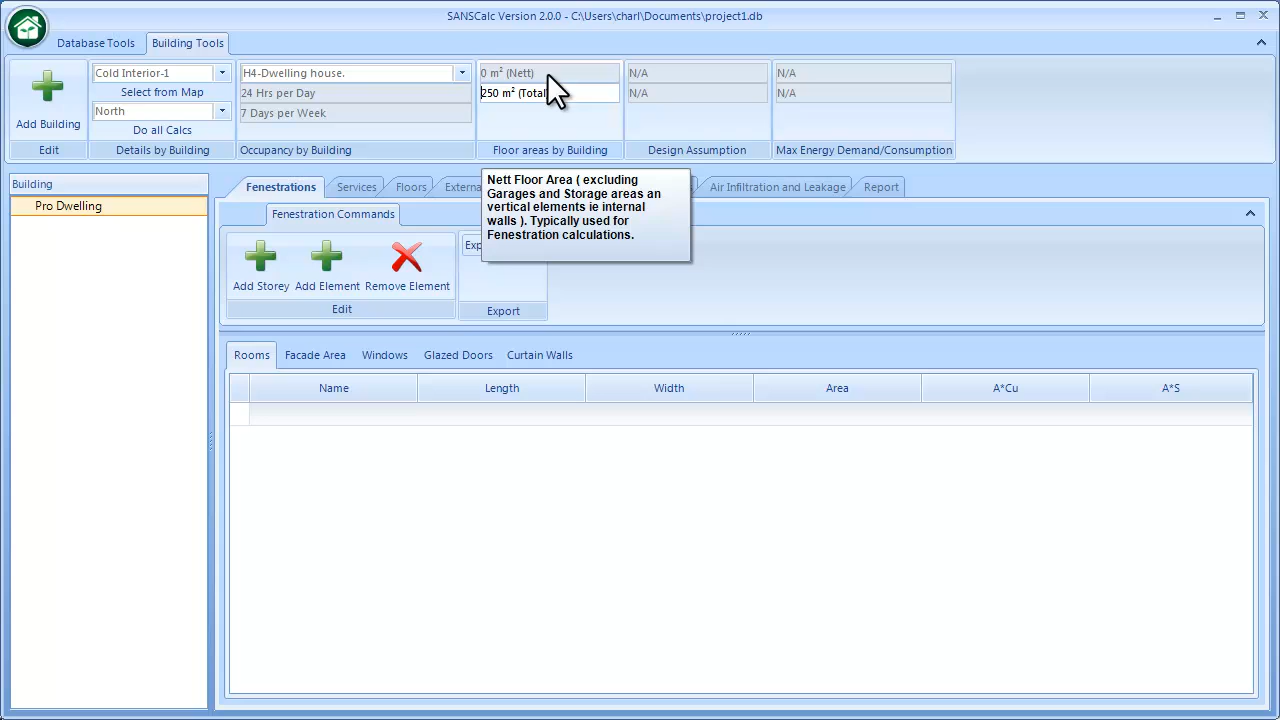 SANSCalc Version 2.0.0 - C:\Users\charl\Documents\project1.db
Database Tools
Building Tools
Add Building
Edit
Cold Interior-1
Select from Map
North
Do all Calcs
Details by Building
H4-Dwelling house.
24 Hrs per Day
7 Days per Week
Occupancy by Building
0 m² (Nett)
250 m² (Total)
Floor areas by Building
N/A
N/A
Design Assumption
N/A
N/A
Max Energy Demand/Consumption
Building
Pro Dwelling
Fenestrations
Services
Floors
Externa
Air Infiltration and Leakage
Report
Nett Floor Area ( excluding
Garages and Storage areas an
vertical elements ie internal
walls ). Typically used for
Fenestration calculations.
Fenestration Commands
Add Storey
Add Element
Remove Element
Edit
Exp
Export
Rooms
Facade Area
Windows
Glazed Doors
Curtain Walls
Name
Length
Width
Area
A*Cu
A*S